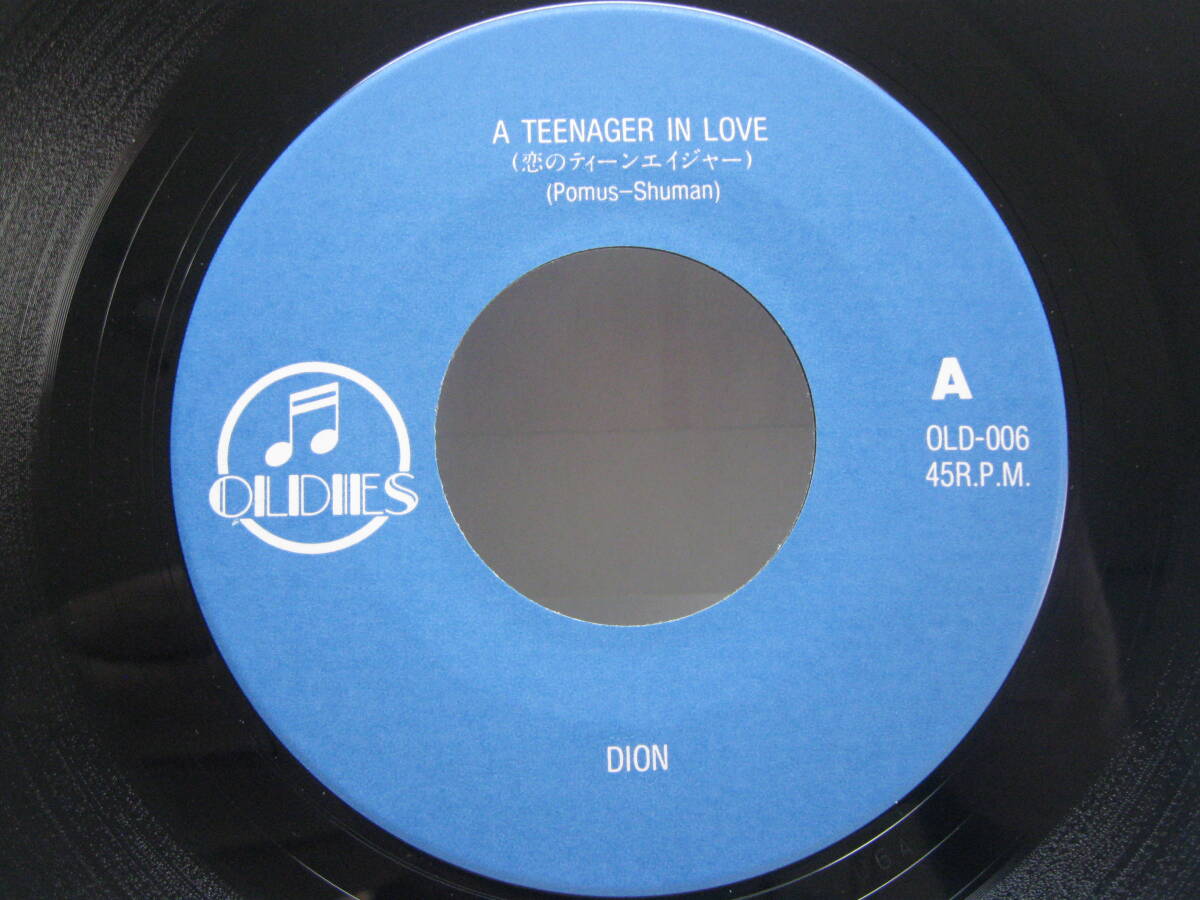 A TEENAGER IN LOVE
(恋のティーンエイジャー)
(Pomus-Shuman)
A
OLD-006
45R.P.M.
OLDIES
DION